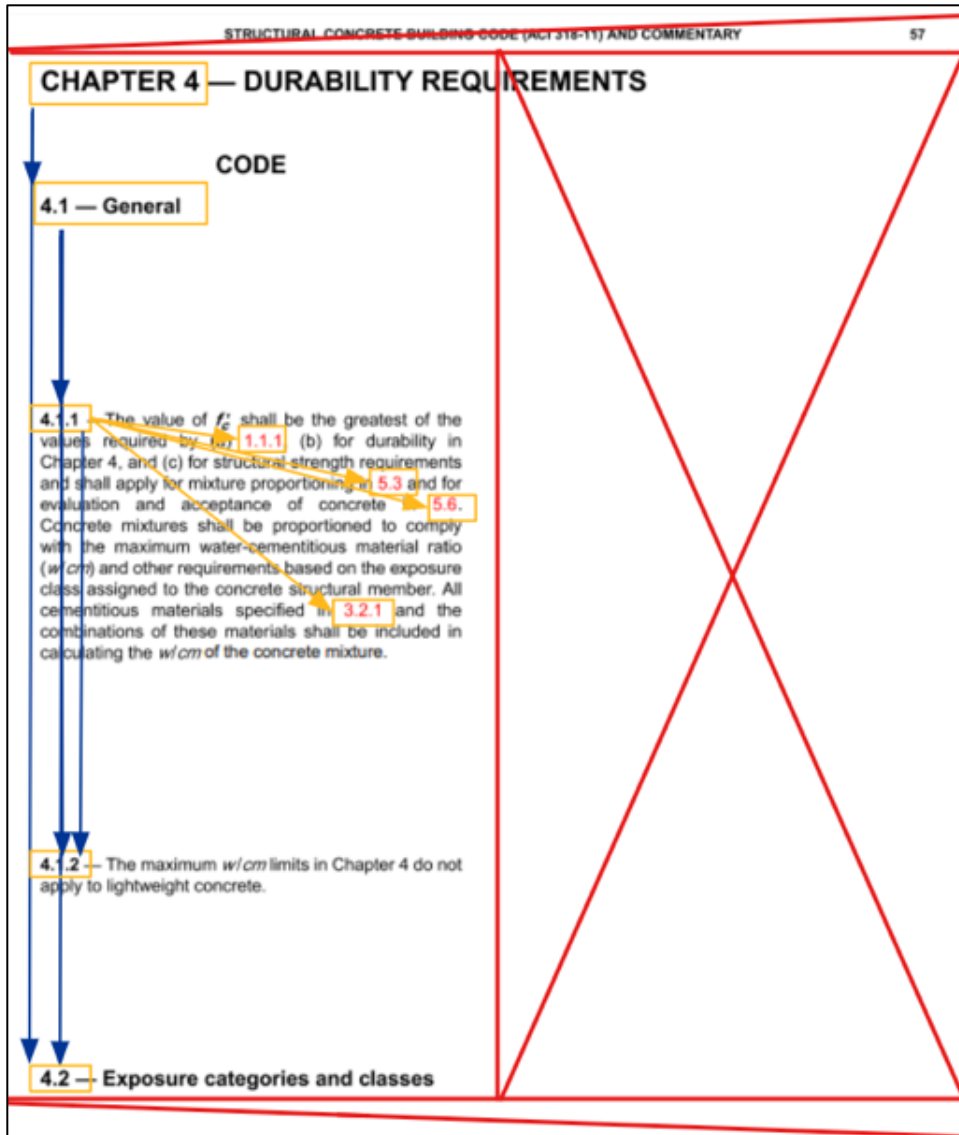 STRUCTURAL CONCRETE BUILDING CODE (ACI 318-11) AND COMMENTARY 57
CHAPTER 4 — DURABILITY REQUIREMENTS
CODE
4.1 — General
4.1.1 — The value of f′c shall be the greatest of the
values required by (a) 1.1.1, (b) for durability in
Chapter 4, and (c) for structural strength requirements
and shall apply for mixture proportioning in 5.3 and for
evaluation and acceptance of concrete 5.6.
Concrete mixtures shall be proportioned to comply
with the maximum water-cementitious material ratio
(w/cm) and other requirements based on the exposure
class assigned to the concrete structural member. All
cementitious materials specified in 3.2.1 and the
combinations of these materials shall be included in
calculating the w/cm of the concrete mixture.
4.1.2 — The maximum w/cm limits in Chapter 4 do not
apply to lightweight concrete.
4.2 — Exposure categories and classes